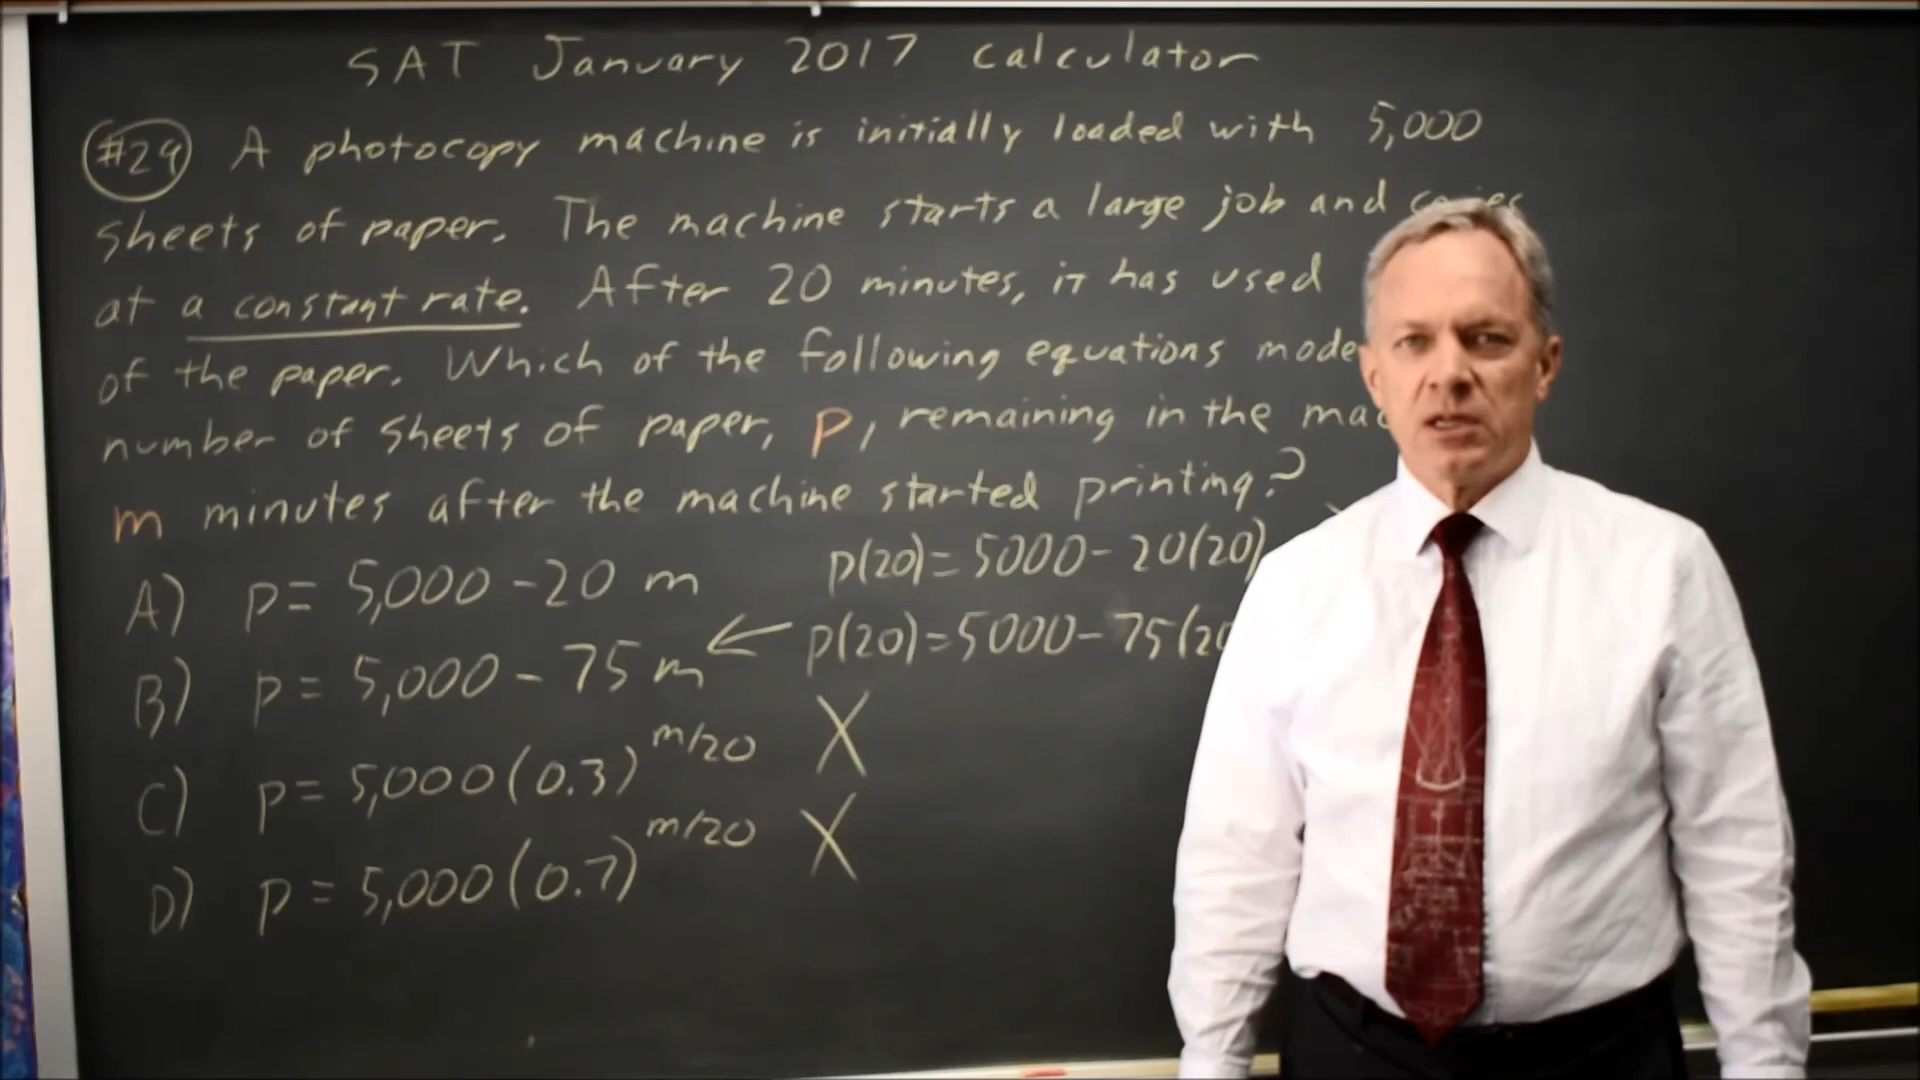 SAT January 2017 Calculator
#29 A photocopy machine is initially loaded with 5,000
sheets of paper. The machine starts a large job and copies
at a constant rate. After 20 minutes, it has used
of the paper. Which of the following equations mode
number of sheets of paper, p, remaining in the mac
m minutes after the machine started printing?
A) p = 5,000 - 20 m
p(20) = 5000 - 20(20)
B) p = 5,000 - 75 m ← p(20) = 5000 - 75(20
C) p = 5,000 (0.3)^m/20 X
D) p = 5,000 (0.7)^m/20 X